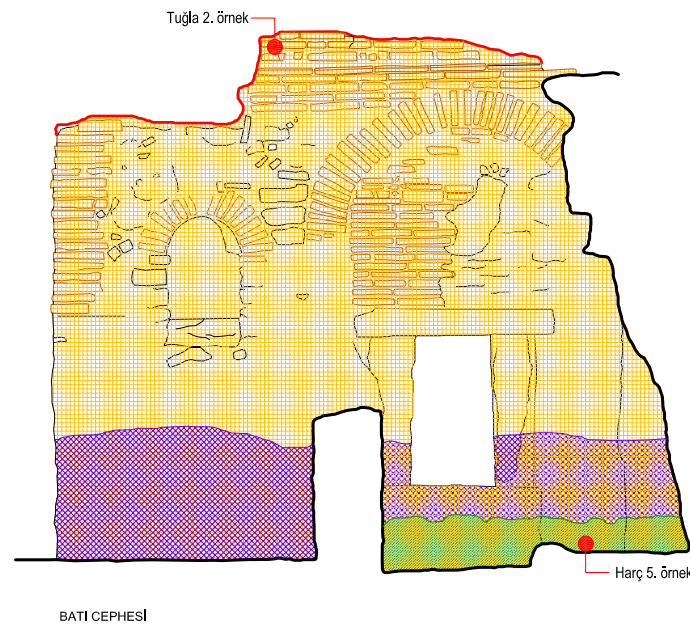 Tuğla 2. örnek
Harç 5. örnek
BATI CEPHESİ